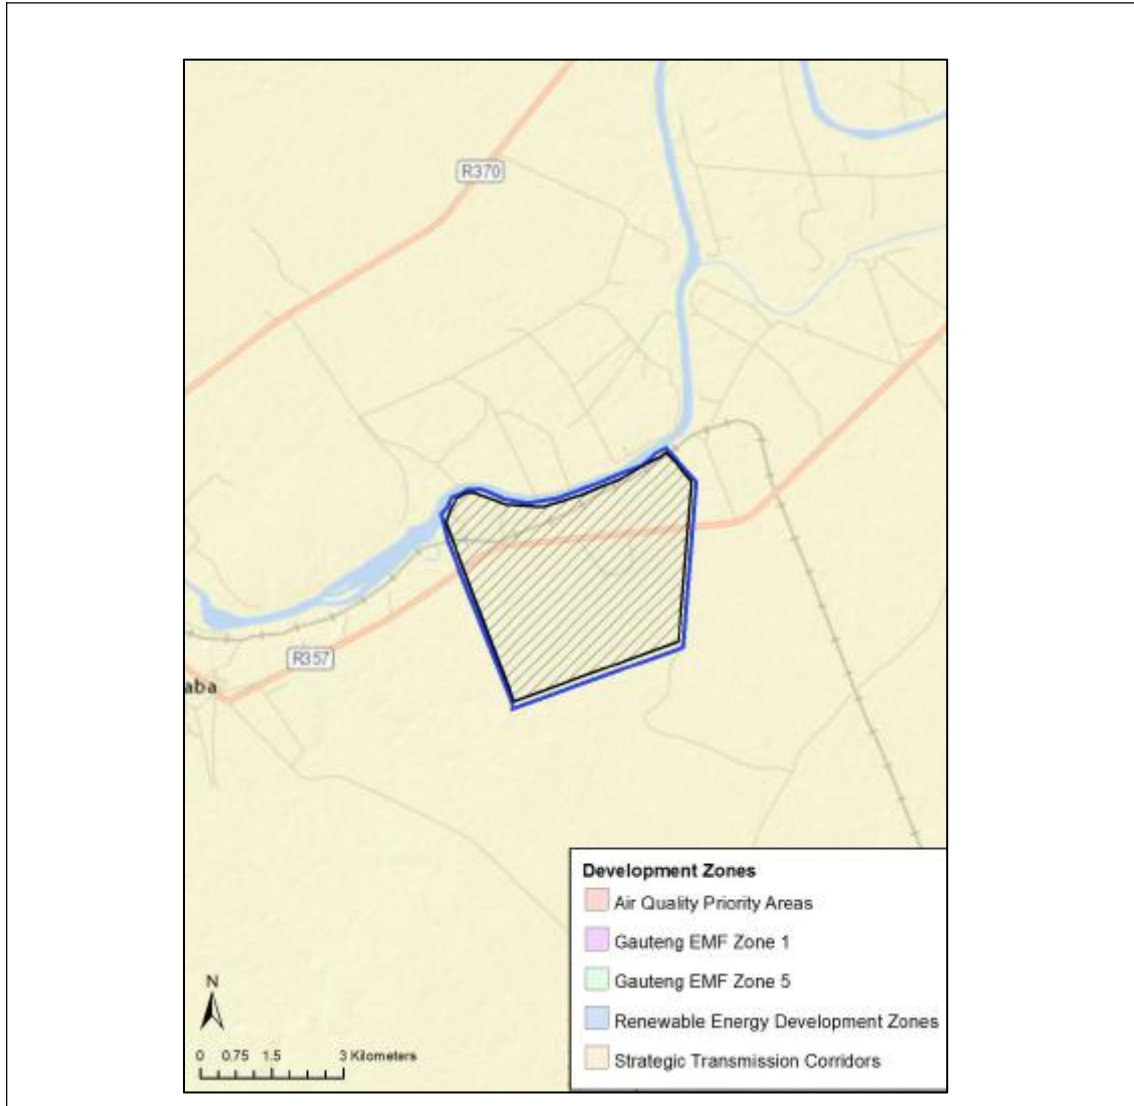 R370
R357
aba
Development Zones
Air Quality Priority Areas
Gauteng EMF Zone 1
Gauteng EMF Zone 5
Renewable Energy Development Zones
Strategic Transmission Corridors
N
0 0.75 1.5 3 Kilometers